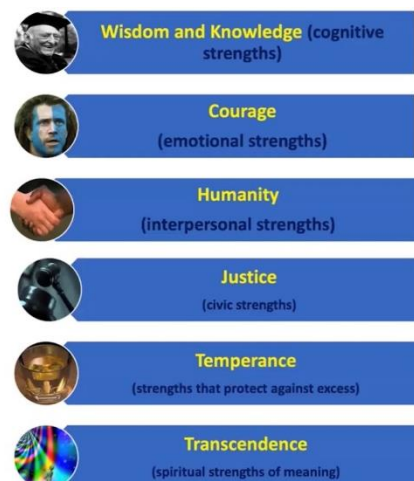 Wisdom and Knowledge (cognitive
strengths)
Courage
(emotional strengths)
Humanity
(interpersonal strengths)
Justice
(civic strengths)
Temperance
(strengths that protect against excess)
Transcendence
(spiritual strengths of meaning)